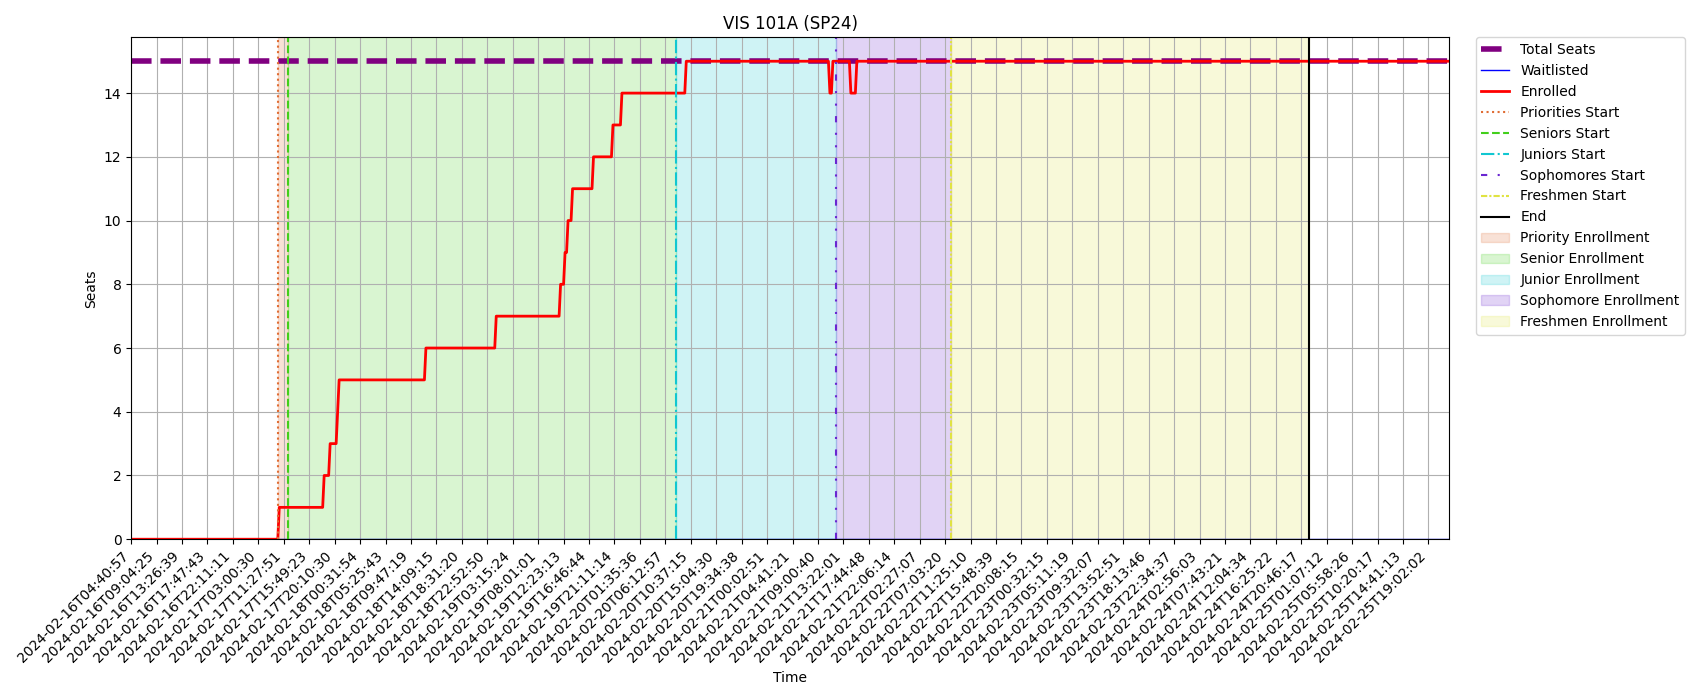 VIS 101A (SP24)
Seats
14
12
10
8
6
4
2
0
2024-02-16T04:40:57
2024-02-16T09:04:25
2024-02-16T13:26:39
2024-02-16T17:47:43
2024-02-16T22:11:11
2024-02-17T03:00:30
2024-02-17T11:27:51
2024-02-17T15:49:23
2024-02-17T20:10:30
2024-02-18T00:31:54
2024-02-18T05:25:43
2024-02-18T09:47:19
2024-02-18T14:09:15
2024-02-18T18:31:20
2024-02-18T22:52:50
2024-02-19T03:15:24
2024-02-19T08:01:01
2024-02-19T12:23:13
2024-02-19T16:46:44
2024-02-19T21:11:14
2024-02-20T01:35:36
2024-02-20T06:12:57
2024-02-20T10:37:15
2024-02-20T15:04:30
2024-02-20T19:34:38
2024-02-21T00:02:51
2024-02-21T04:41:21
2024-02-21T09:00:40
2024-02-21T13:22:01
2024-02-21T17:44:48
2024-02-21T22:06:14
2024-02-22T02:27:07
2024-02-22T07:03:20
2024-02-22T11:25:10
2024-02-22T15:48:39
2024-02-22T20:08:15
2024-02-23T00:32:15
2024-02-23T05:11:19
2024-02-23T09:32:07
2024-02-23T13:52:51
2024-02-23T18:13:46
2024-02-23T22:34:37
2024-02-24T02:56:03
2024-02-24T07:43:21
2024-02-24T12:04:34
2024-02-24T16:25:22
2024-02-24T20:46:17
2024-02-25T01:07:12
2024-02-25T05:58:26
2024-02-25T10:20:17
2024-02-25T14:41:13
2024-02-25T19:02:02
Time
Total Seats
Waitlisted
Enrolled
Priorities Start
Seniors Start
Juniors Start
Sophomores Start
Freshmen Start
End
Priority Enrollment
Senior Enrollment
Junior Enrollment
Sophomore Enrollment
Freshmen Enrollment